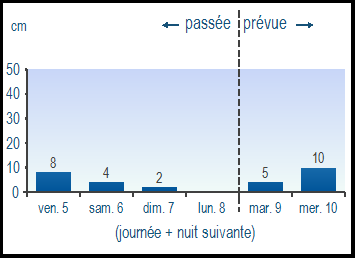 ← passée prévue →
cm
50
40
30
20
10
0
8 4 2 5 10
ven. 5 sam. 6 dim. 7 lun. 8 mar. 9 mer. 10
(journée + nuit suivante)